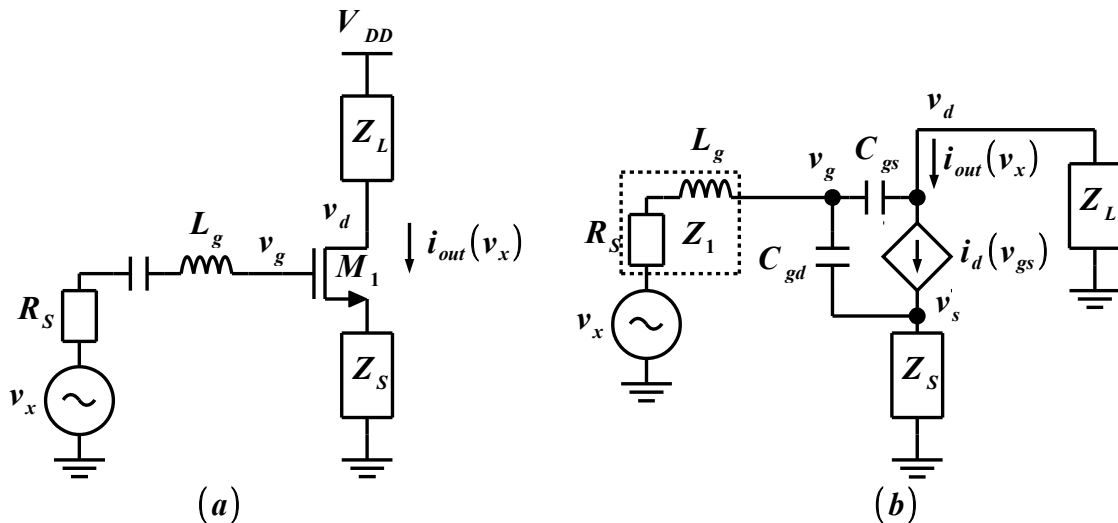 V_DD
Z_L
v_d
L_g
v_g
i_out(v_x)
M_1
R_S
Z_S
v_x
(a)
v_d
L_g
v_g
C_gs
i_out(v_x)
Z_L
R_S
Z_1
C_gd
i_d(v_gs)
v_s
v_x
Z_S
(b)